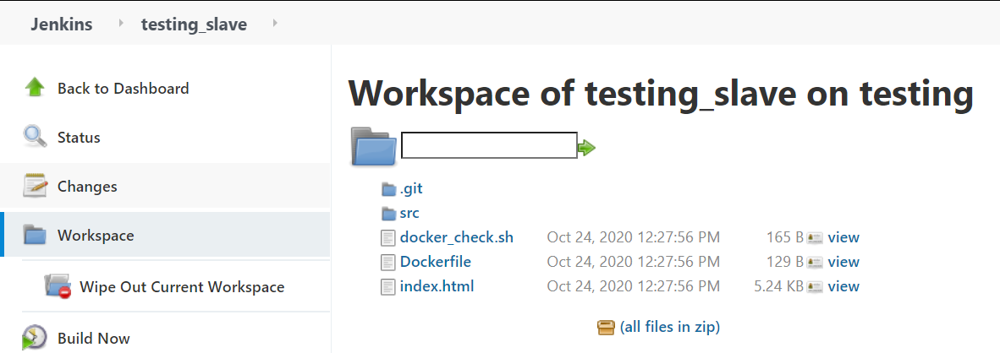 Jenkins testing_slave
Back to Dashboard
Status
Changes
Workspace
Wipe Out Current Workspace
Build Now
Workspace of testing_slave on testing
.git
src
docker_check.sh Oct 24, 2020 12:27:56 PM 165 B view
Dockerfile Oct 24, 2020 12:27:56 PM 129 B view
index.html Oct 24, 2020 12:27:56 PM 5.24 KB view
(all files in zip)